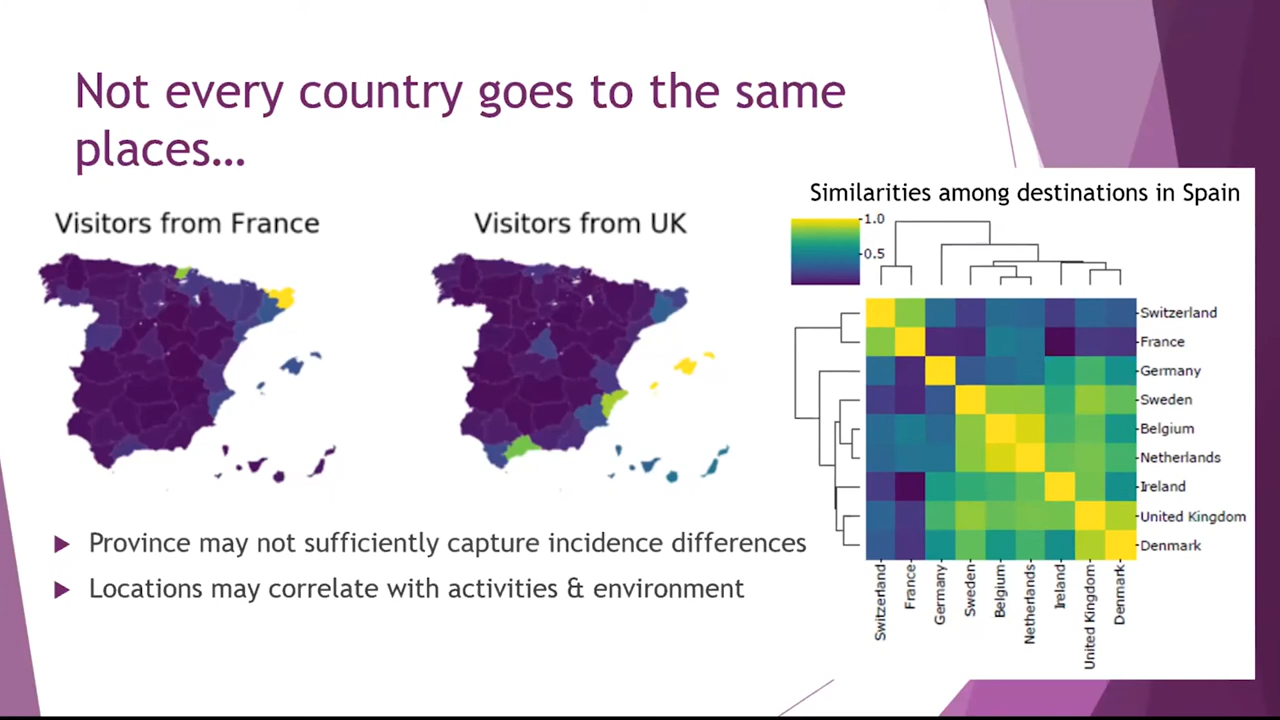 Not every country goes to the same
places…
Visitors from France
Visitors from UK
Similarities among destinations in Spain
1.0
0.5
Switzerland
France
Germany
Sweden
Belgium
Netherlands
Ireland
United Kingdom
Denmark
Switzerland
France
Germany
Sweden
Belgium
Netherlands
Ireland
United Kingdom
Denmark
Province may not sufficiently capture incidence differences
Locations may correlate with activities & environment